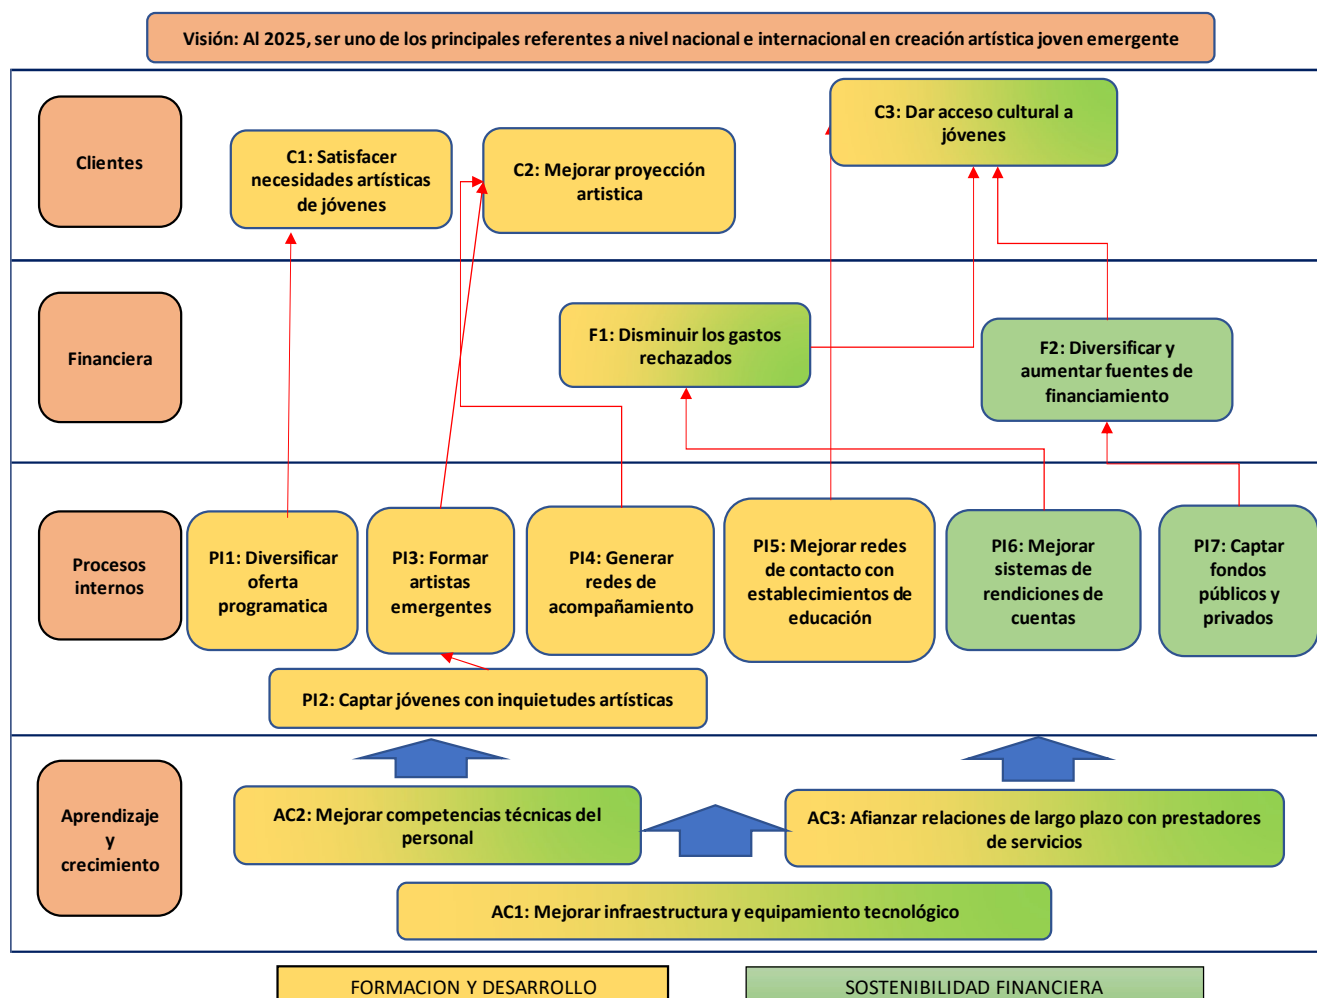 Visión: Al 2025, ser uno de los principales referentes a nivel nacional e internacional en creación artística joven emergente
Clientes
C1: Satisfacer
necesidades artísticas
de jóvenes
C2: Mejorar proyección
artistica
C3: Dar acceso cultural a
jóvenes
Financiera
F1: Disminuir los gastos
rechazados
F2: Diversificar y
aumentar fuentes de
financiamiento
Procesos
internos
PI1: Diversificar
oferta
programatica
PI3: Formar
artistas
emergentes
PI4: Generar
redes de
acompañamiento
PI5: Mejorar redes
de contacto con
establecimientos de
educación
PI6: Mejorar
sistemas de
rendiciones de
cuentas
PI7: Captar
fondos
públicos y
privados
PI2: Captar jóvenes con inquietudes artísticas
Aprendizaje
y
crecimiento
AC2: Mejorar competencias técnicas del
personal
AC3: Afianzar relaciones de largo plazo con prestadores
de servicios
AC1: Mejorar infraestructura y equipamiento tecnológico
FORMACION Y DESARROLLO
SOSTENIBILIDAD FINANCIERA